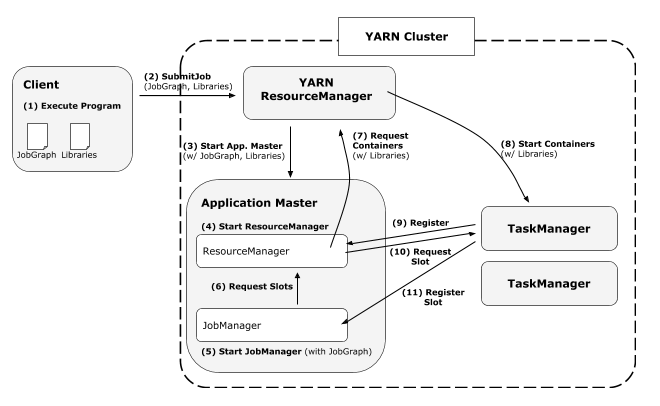 YARN Cluster
Client
(1) Execute Program
JobGraph Libraries
(2) SubmitJob
(JobGraph, Libraries)
YARN
ResourceManager
(3) Start App. Master
(w/ JobGraph, Libraries)
(7) Request
Containers
(w/ Libraries)
(8) Start Containers
(w/ Libraries)
Application Master
(4) Start ResourceManager
ResourceManager
(6) Request Slots
JobManager
(5) Start JobManager (with JobGraph)
(9) Register
(10) Request
Slot
(11) Register
Slot
TaskManager
TaskManager